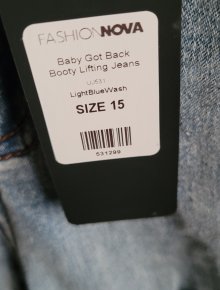 FASHIONNOVA
Baby Got Back
Booty Lifting Jeans
LightBlueWash
SIZE 15
531299